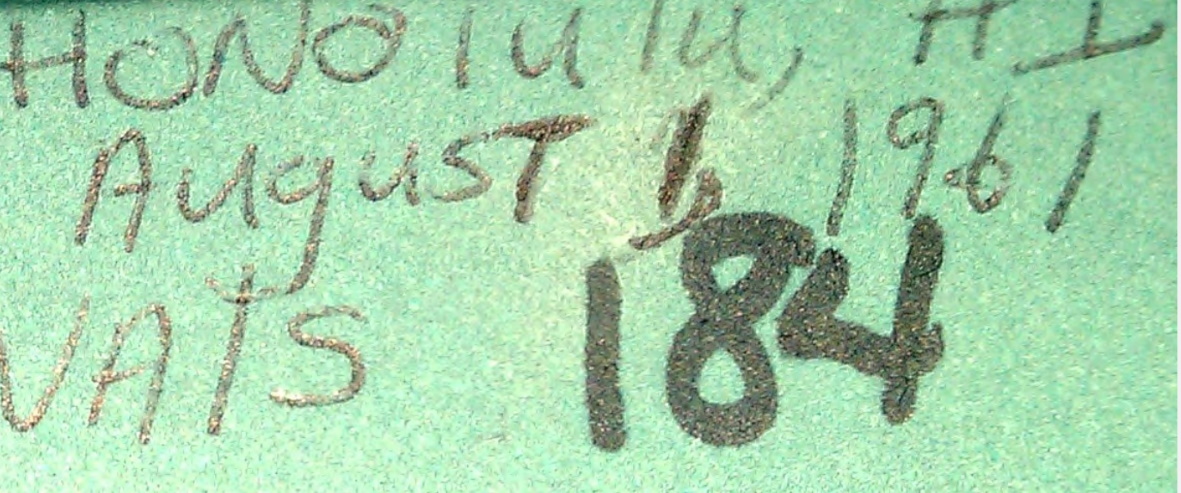 HONOlulu, HI
August 1, 1961
VATS
184